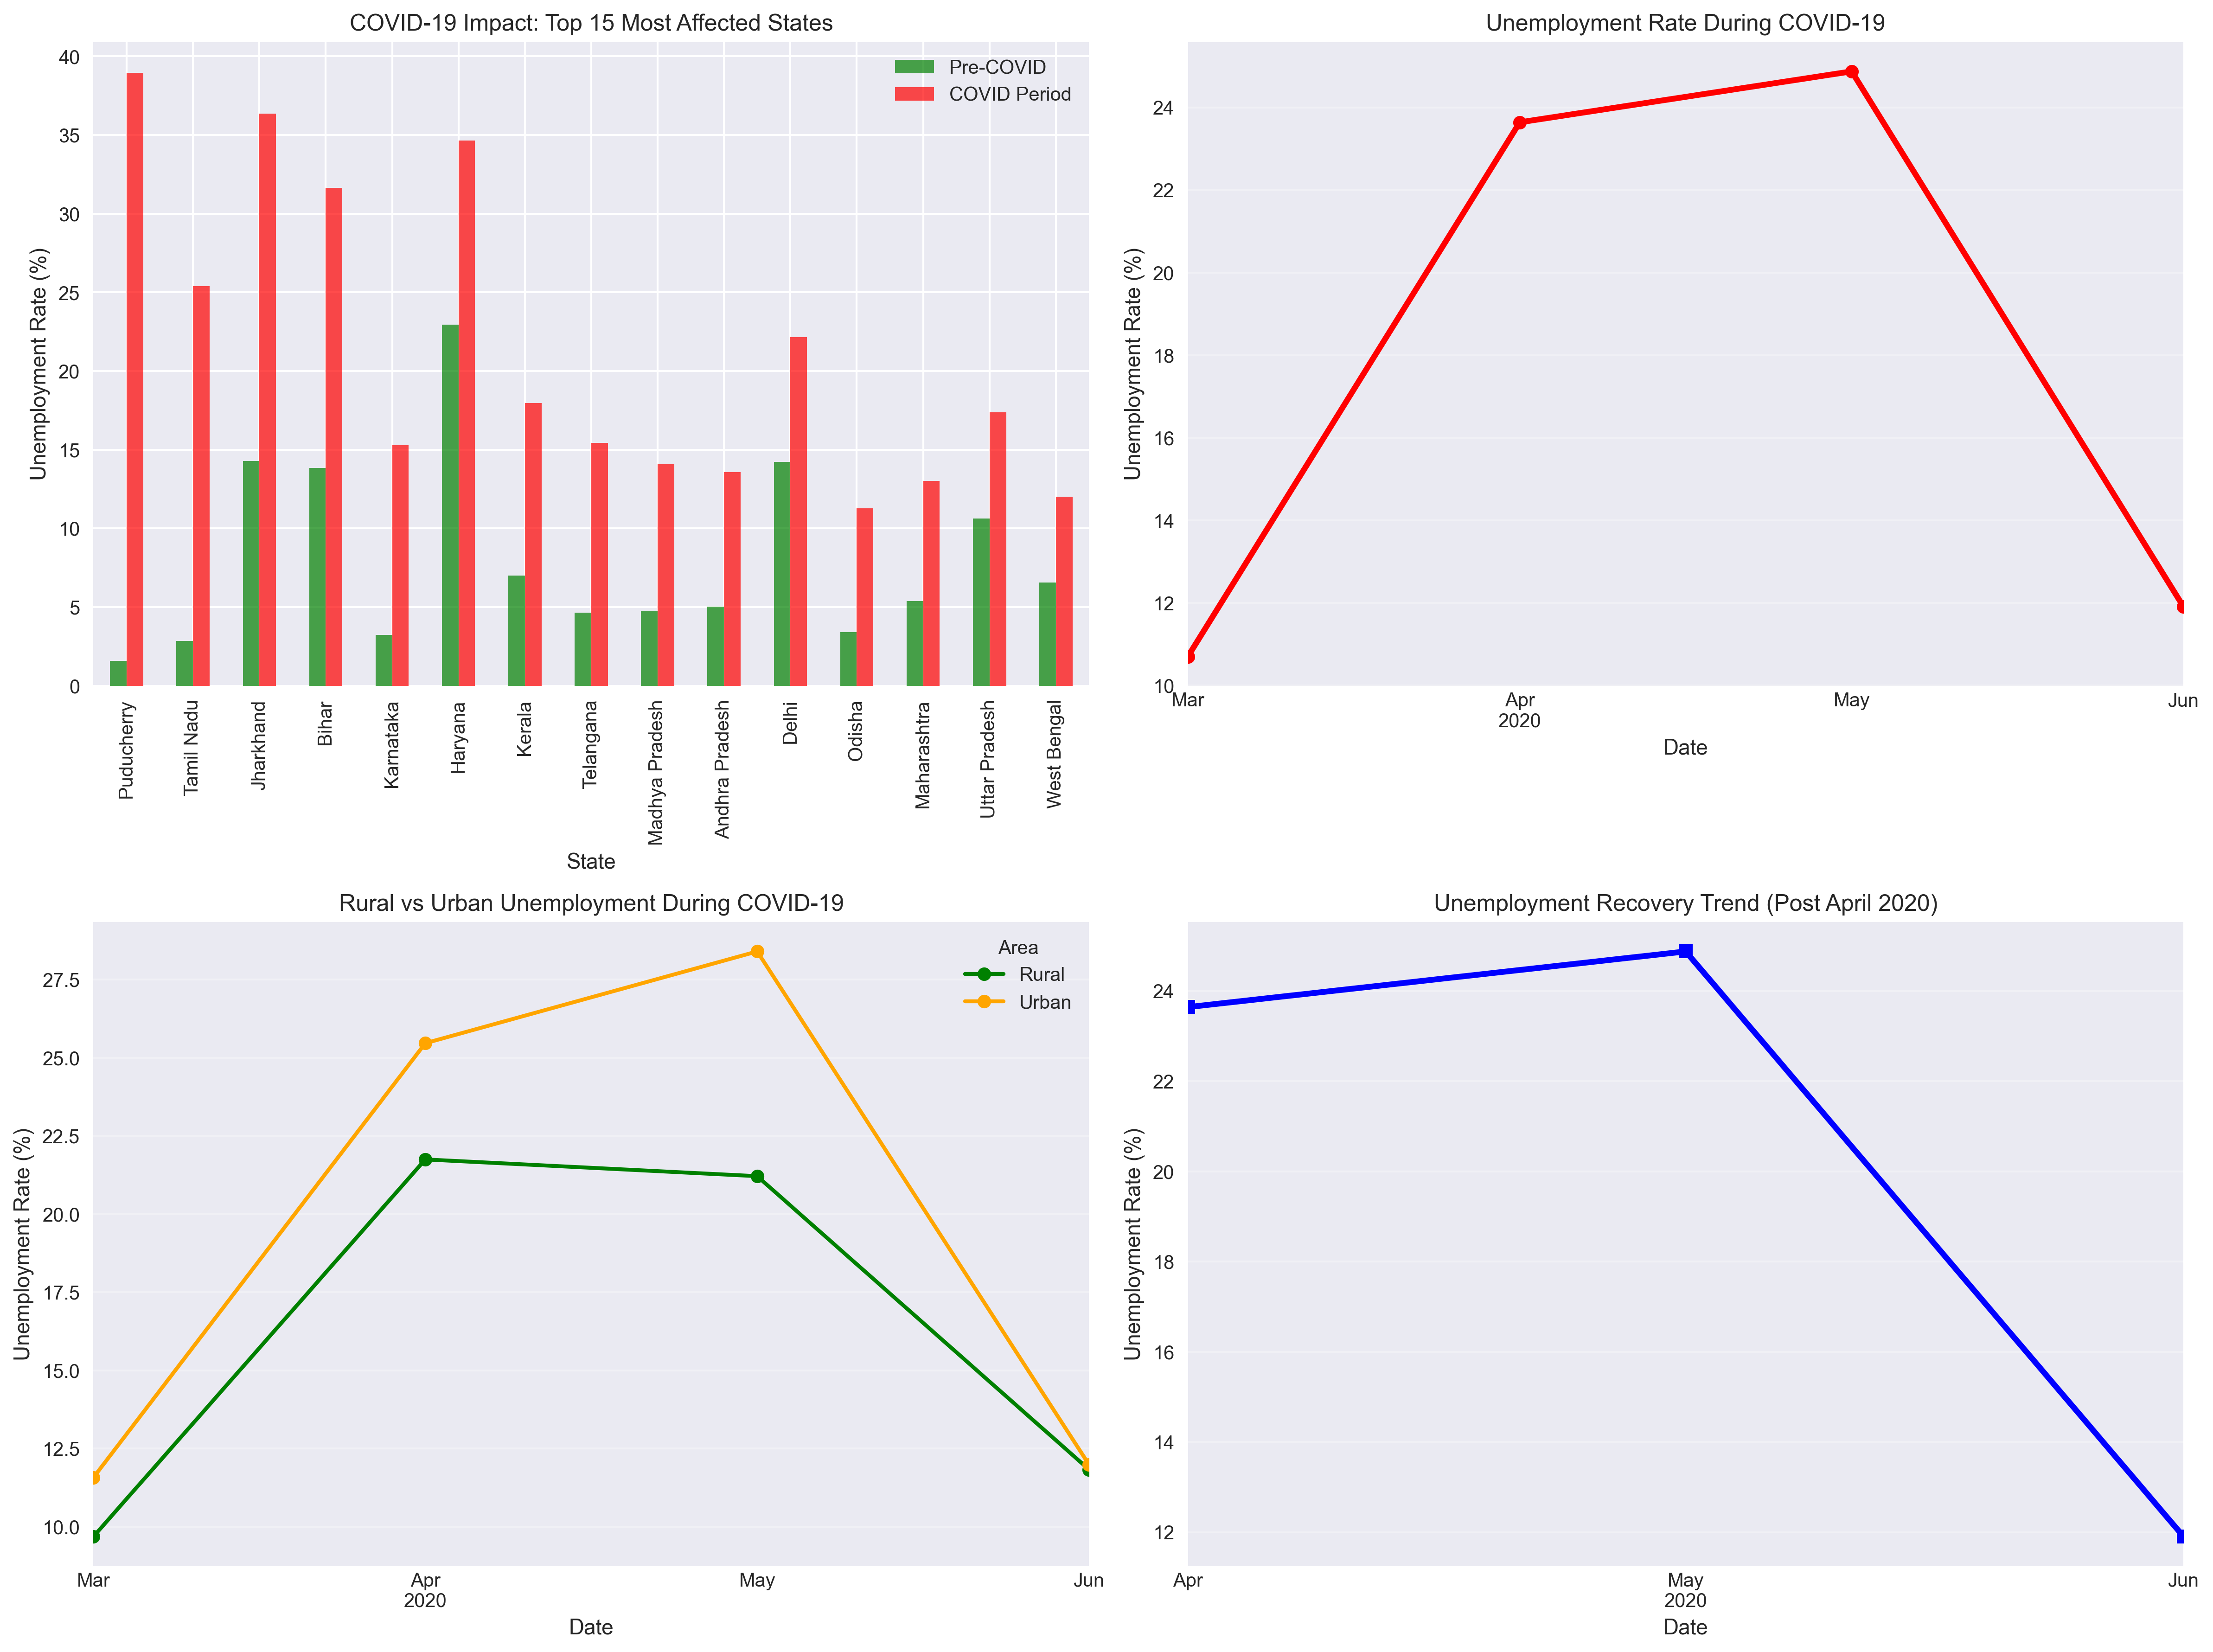 COVID-19 Impact: Top 15 Most Affected States
Unemployment Rate (%)
40
35
30
25
20
15
10
5
0
Pre-COVID
COVID Period
Puducherry
Tamil Nadu
Jharkhand
Bihar
Karnataka
Haryana
Kerala
Telangana
Madhya Pradesh
Andhra Pradesh
Delhi
Odisha
Maharashtra
Uttar Pradesh
West Bengal
State
Unemployment Rate During COVID-19
Unemployment Rate (%)
24
22
20
18
16
14
12
10
Mar
Apr
2020
May
Jun
Date
Rural vs Urban Unemployment During COVID-19
Unemployment Rate (%)
27.5
25.0
22.5
20.0
17.5
15.0
12.5
10.0
Area
Rural
Urban
Mar
Apr
2020
May
Jun
Date
Unemployment Recovery Trend (Post April 2020)
Unemployment Rate (%)
24
22
20
18
16
14
12
Apr
May
2020
Jun
Date